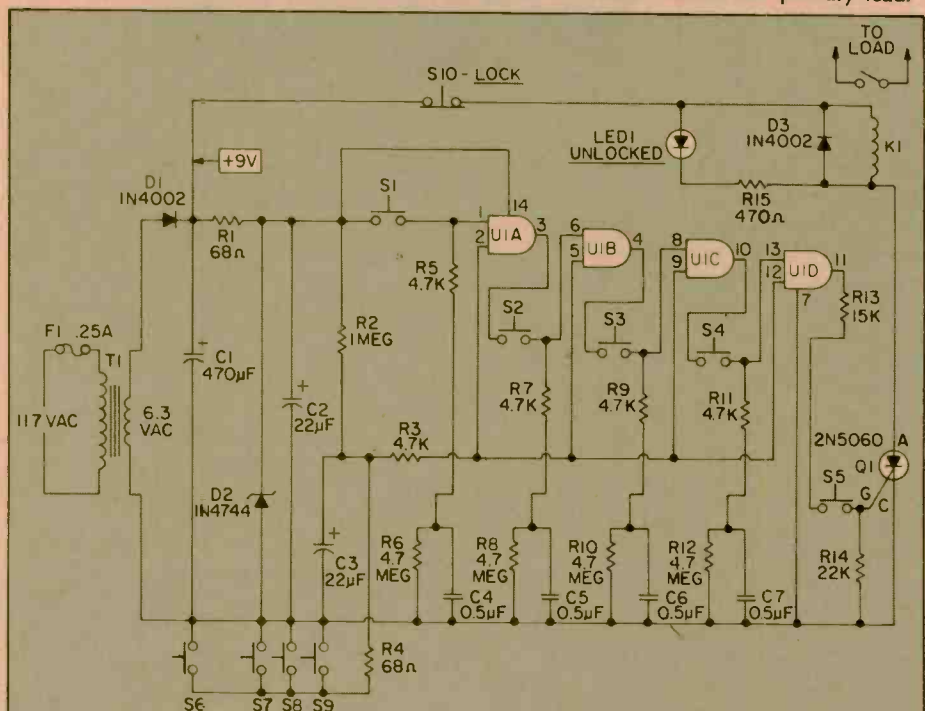 primary load.
TO
LOAD
S10 - LOCK
D3
1N4002
K1
LED1
UNLOCKED
+9V
D1
1N4002
S1
R15
470Ω
14
1
2
U1A
3
R1
68Ω
6
5
U1B
4
8
9
U1C
10
13
12
U1D
11
7
R5
4.7K
R13
15K
S2
S3
S4
F1 .25A
T1
R2
1MEG
C1
470µF
+
R7
4.7K
R9
4.7K
R11
4.7K
117 VAC
6.3
VAC
+
C2
22µF
R3
4.7K
2N5060
A
Q1
S5
G
C
D2
1N4744
+
C3
22µF
R6
4.7
MEG
R8
4.7
MEG
R10
4.7
MEG
R12
4.7
MEG
R14
22K
C4
0.5µF
C5
0.5µF
C6
0.5µF
C7
0.5µF
R4
68Ω
S6
S7
S8
S9